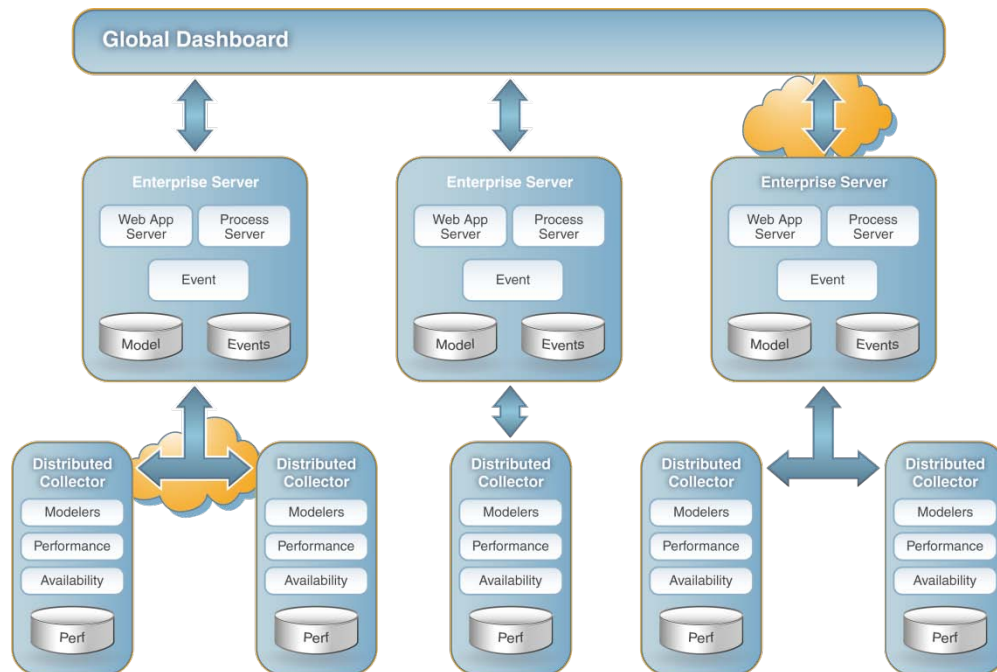 Global Dashboard
Enterprise Server
Web App
Server
Process
Server
Event
Model
Events
Enterprise Server
Web App
Server
Process
Server
Event
Model
Events
Enterprise Server
Web App
Server
Process
Server
Event
Model
Events
Distributed
Collector
Modelers
Performance
Availability
Perf
Distributed
Collector
Modelers
Performance
Availability
Perf
Distributed
Collector
Modelers
Performance
Availability
Perf
Distributed
Collector
Modelers
Performance
Availability
Perf
Distributed
Collector
Modelers
Performance
Availability
Perf